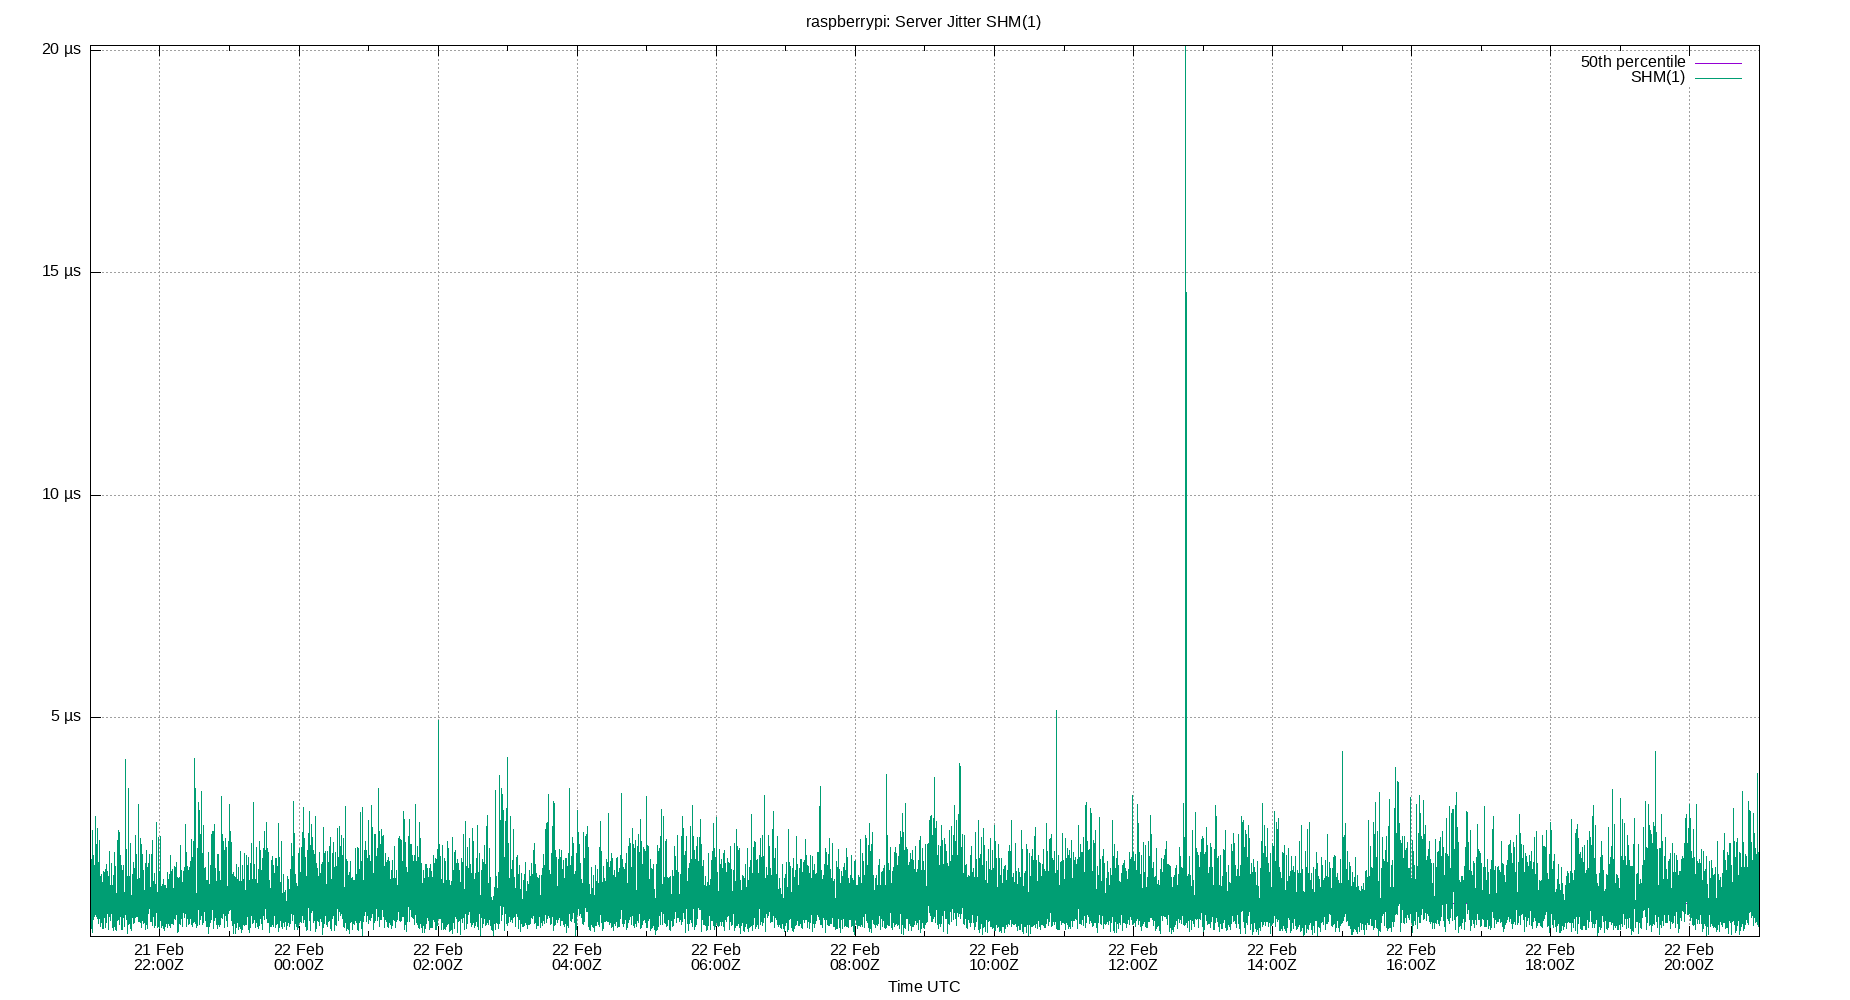 raspberrypi: Server Jitter SHM(1)
20 µs
15 µs
10 µs
5 µs
50th percentile
SHM(1)
21 Feb 22 Feb 22 Feb 22 Feb 22 Feb 22 Feb 22 Feb 22 Feb 22 Feb 22 Feb 22 Feb 22 Feb
22:00Z 00:00Z 02:00Z 04:00Z 06:00Z 08:00Z 10:00Z 12:00Z 14:00Z 16:00Z 18:00Z 20:00Z
Time UTC